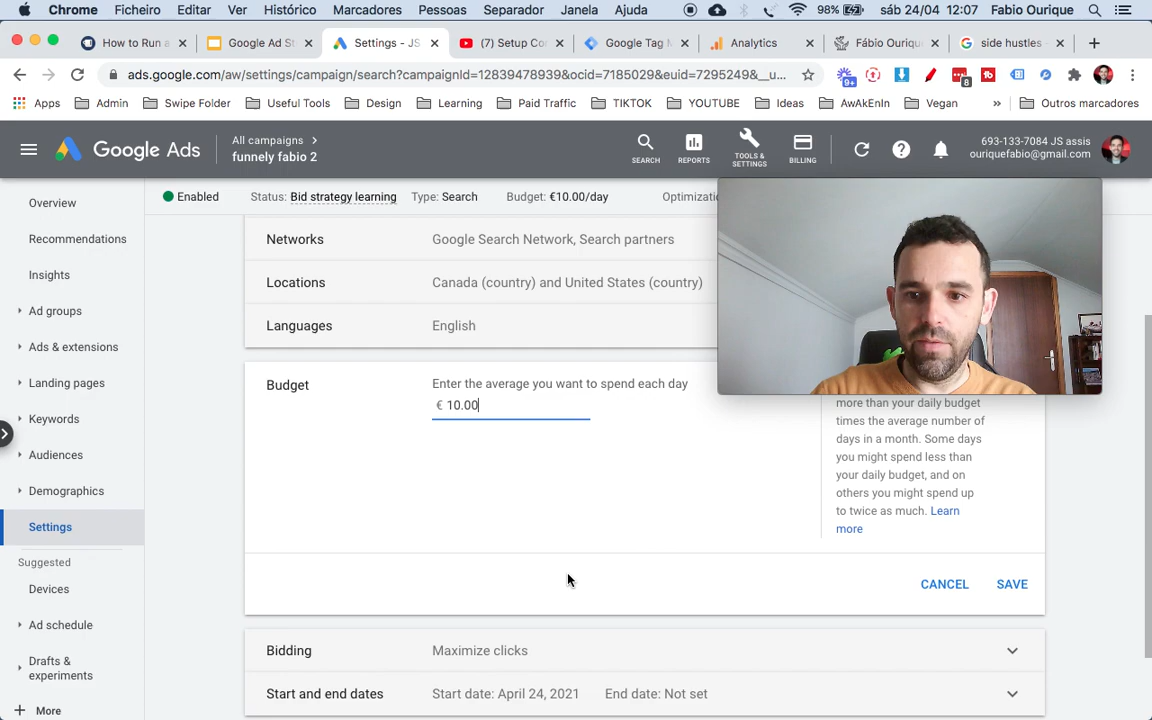 Chrome Ficheiro Editar Ver Histórico Marcadores Pessoas Separador Janela Ajuda 98% sáb 24/04 12:07 Fabio Ourique
How to Run a
Google Ad St
Settings - JS
(7) Setup Co
Google Tag M
Analytics
Fábio Ouriqu
side hustles -
ads.google.com/aw/settings/campaign/search?campaignId=12839478939&ocid=7185029&euid=7295249&__u...
9+
8
Apps Admin Swipe Folder Useful Tools Design Learning Paid Traffic TIKTOK YOUTUBE Ideas AwAkEnIn Vegan » Outros marcadores
Google Ads
All campaigns
funnely fabio 2
SEARCH
REPORTS
TOOLS &
SETTINGS
BILLING
693-133-7084 JS assis
ouriquefabio@gmail.com
Enabled Status: Bid strategy learning Type: Search Budget: €10.00/day Optimizatio
Overview
Recommendations
Insights
Ad groups
Ads & extensions
Landing pages
Keywords
Audiences
Demographics
Settings
Suggested
Devices
Ad schedule
Drafts &
experiments
More
Networks Google Search Network, Search partners
Locations Canada (country) and United States (country)
Languages English
Budget Enter the average you want to spend each day
€ 10.00
more than your daily budget
times the average number of
days in a month. Some days
you might spend less than
your daily budget, and on
others you might spend up
to twice as much. Learn
more
CANCEL SAVE
Bidding Maximize clicks
Start and end dates Start date: April 24, 2021 End date: Not set